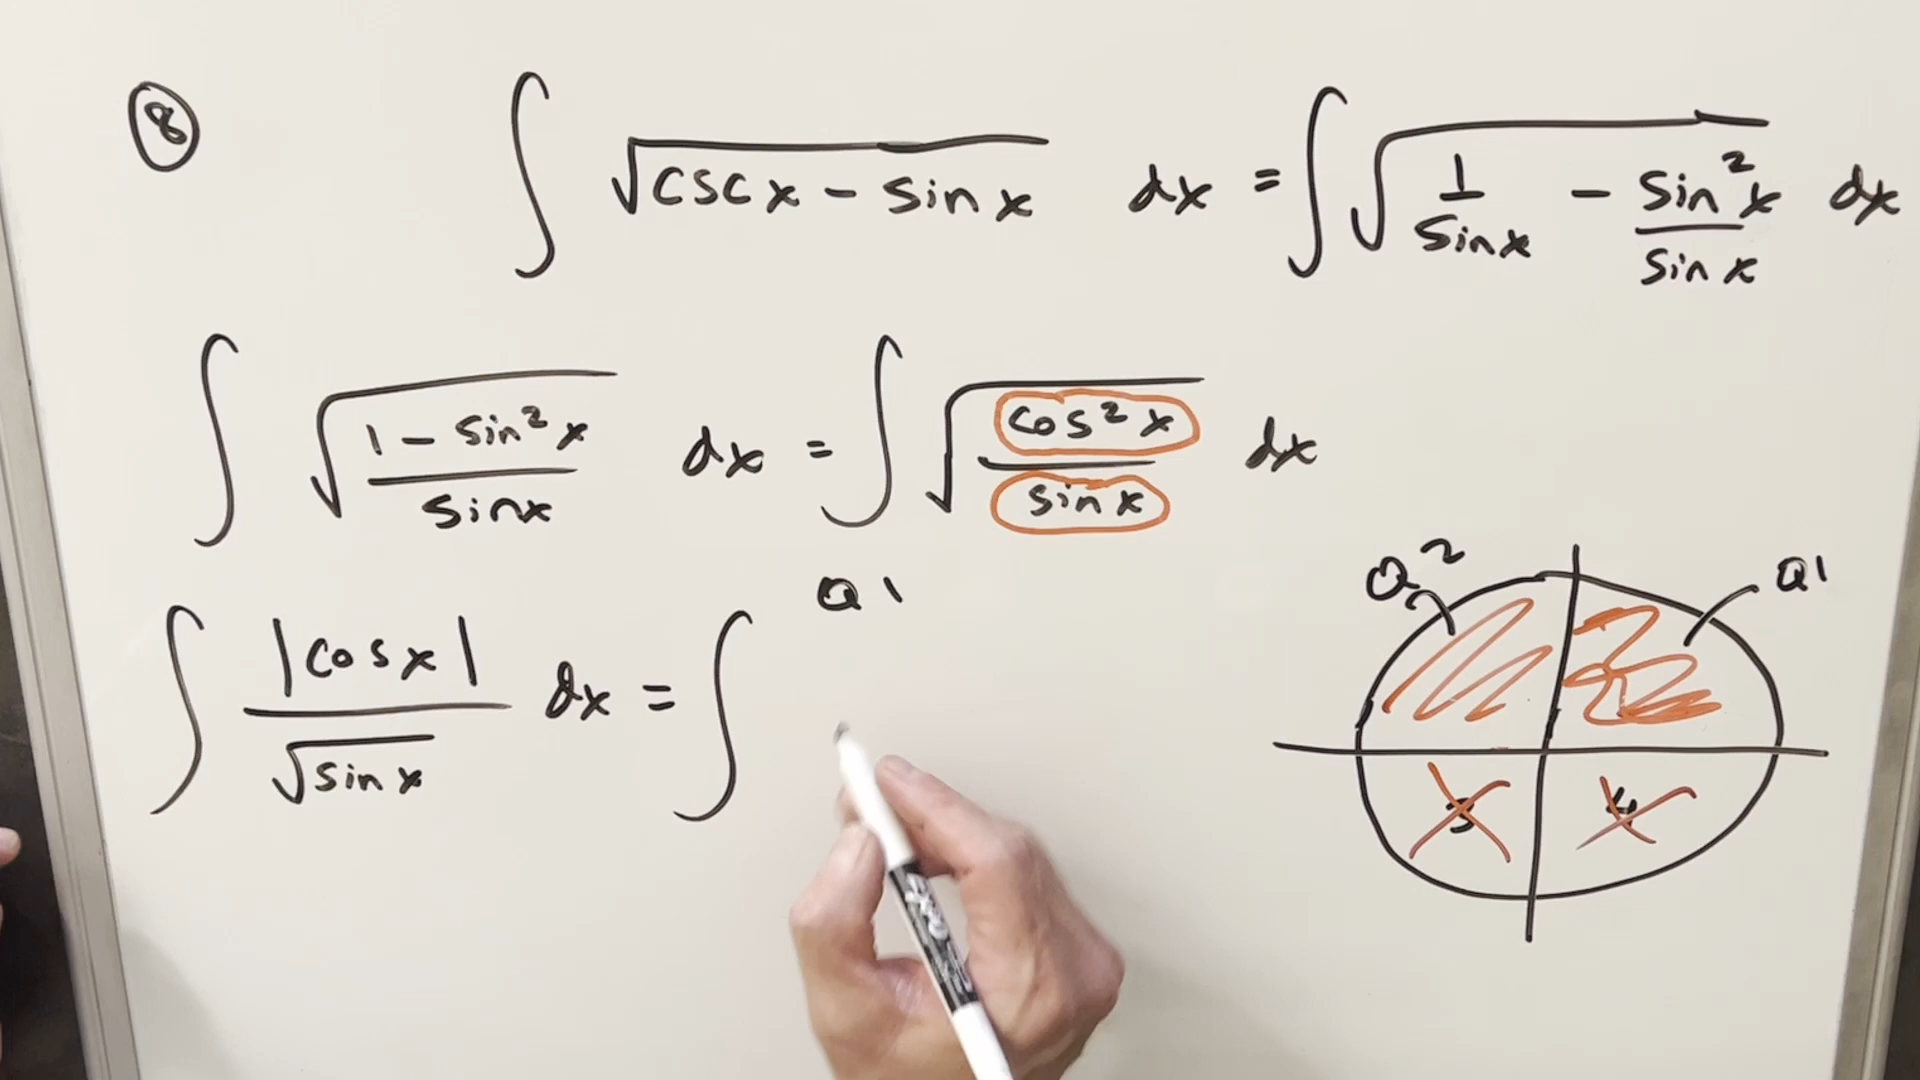 8 ∫ √(csc x - sin x) dx = ∫ √(1/sin x - sin²x/sin x) dx
∫ √((1 - sin²x)/sin x) dx = ∫ √(cos²x/sin x) dx
Q2 Q1
3 4
∫ |cos x|/√(sin x) dx = ∫ Q1
EXPO